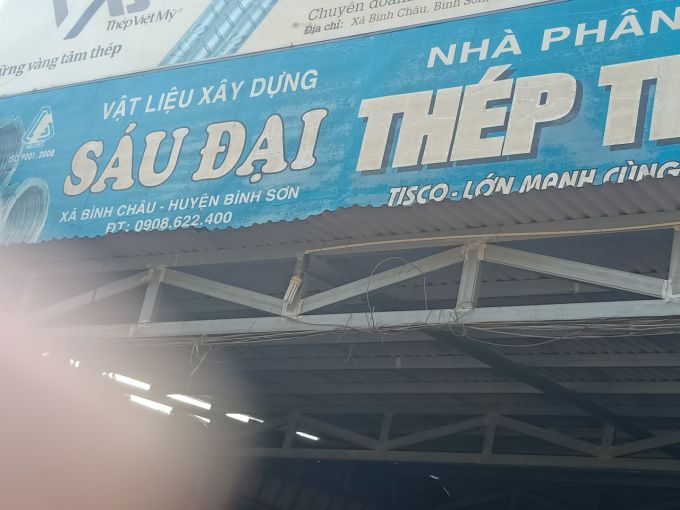 Thép Việt Mỹ®
Chuyên doanh
Địa chỉ: Xã Bình Châu, Bình Sơn,
vững vàng tâm thép
VẬT LIỆU XÂY DỰNG
SÁU ĐẠI
XÃ BÌNH CHÂU - HUYỆN BÌNH SƠN
ĐT: 0908.622.400
ISO 9001: 2008
NHÀ PHÂN
THÉP T
TISCO - LỚN MẠNH CÙNG